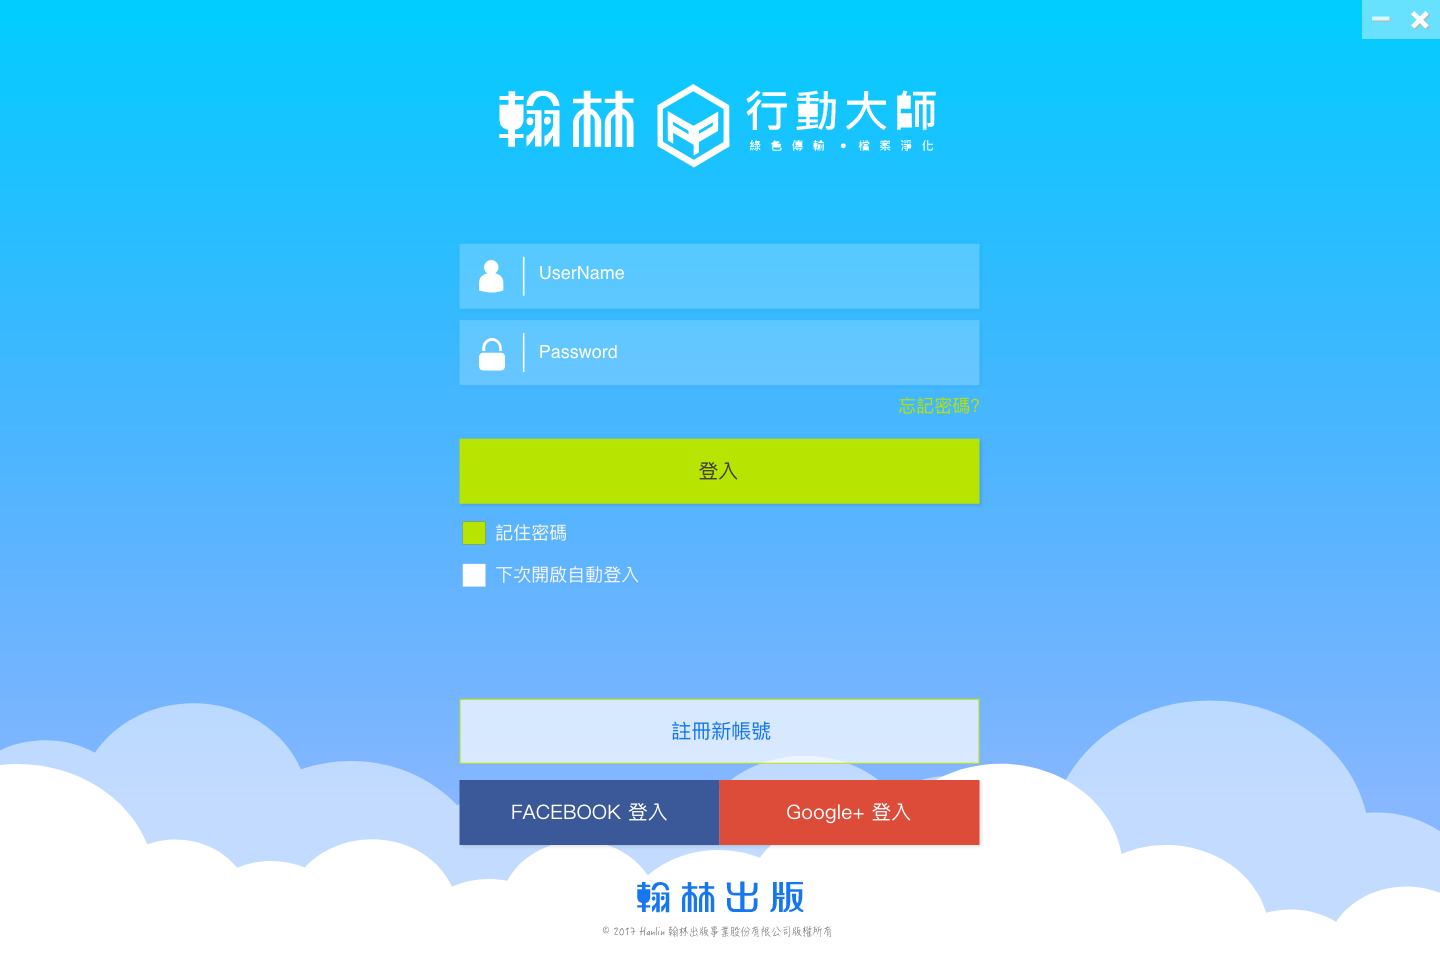 翰林 行動大師
綠色傳輸・檔案淨化
UserName
Password
忘記密碼?
登入
記住密碼
下次開啟自動登入
註冊新帳號
FACEBOOK 登入
Google+ 登入
翰林出版
© 2017 Hanlin 翰林出版事業股份有限公司版權所有